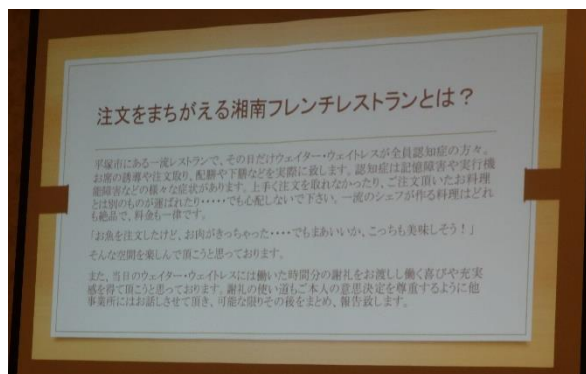 注文をまちがえる湘南フレンチレストランとは？
平塚市にある一流レストランで、その日だけウェイター・ウェイトレスが全員認知症の方々。
お席の誘導や注文取り、配膳や下膳などを実際に致します。認知症は記憶障害や実行機
能障害などの様々な症状があります。上手く注文を取れなかったり、ご注文頂いたお料理
とは別のものが運ばれたり・・・・・でも心配しないで下さい。一流のシェフが作る料理はどれ
も絶品で、料金も一律です。
「お魚を注文したけど、お肉がきっちゃった・・・・でもまあいいか、こっちも美味しそう！」
そんな空間を楽しんで頂こうと思っております。
また、当日のウェイター・ウェイトレスには働いた時間分の謝礼をお渡しし働く喜びや充実
感を得て頂こうと思っております。謝礼の使い道もご本人の意思決定を尊重するように他
事業所にはお話しさせて頂き、可能な限りその後をまとめ、報告致します。